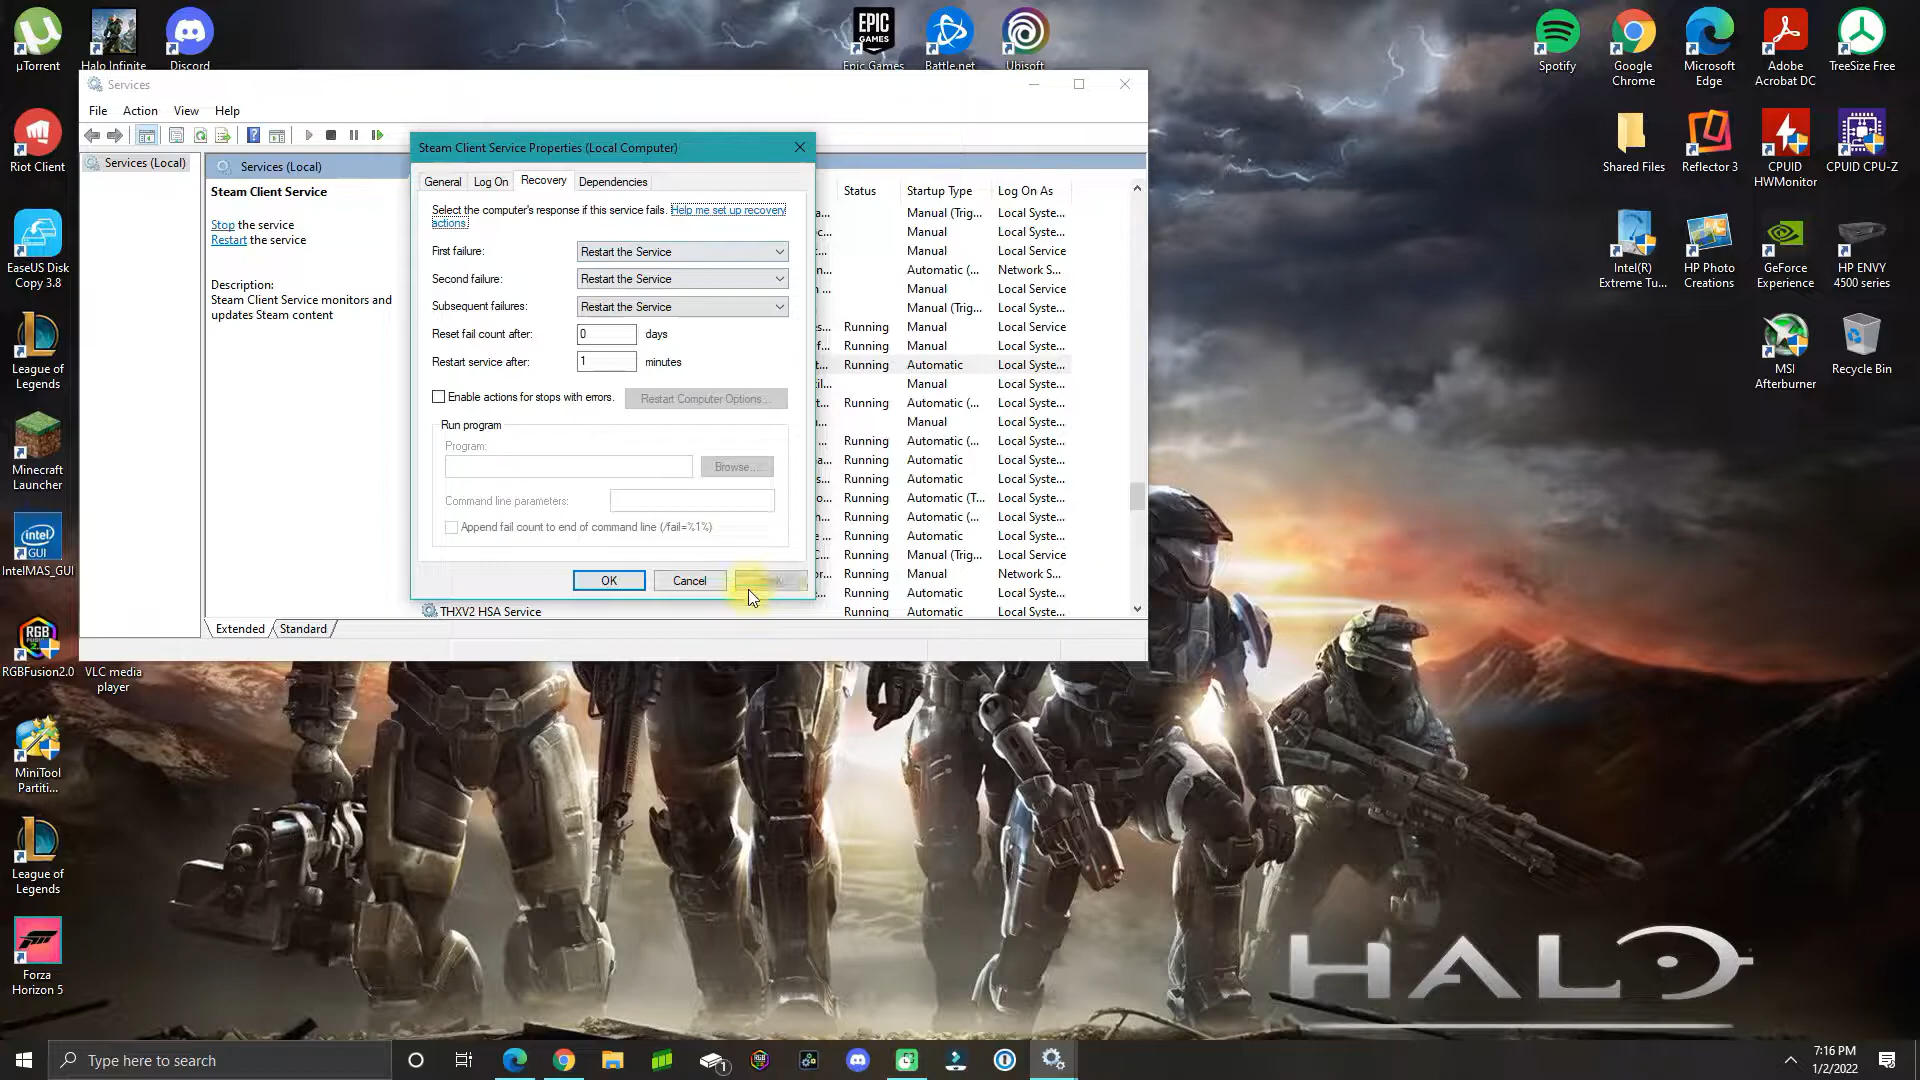 µTorrent
Halo Infinite
Discord
EPIC
GAMES
Epic Games
Battle.net
Ubisoft
Spotify
Google
Chrome
Microsoft
Edge
Adobe
Acrobat DC
TreeSize Free
Riot Client
EaseUS Disk
Copy 3.8
League of
Legends
Minecraft
Launcher
intel
GUI
IntelMAS_GUI
RGB
RGBFusion2.0
VLC media
player
MiniTool
Partiti...
League of
Legends
Forza
Horizon 5
Shared Files
Reflector 3
CPUID
HWMonitor
CPUID CPU-Z
Intel(R)
Extreme Tu...
HP Photo
Creations
GeForce
Experience
HP ENVY
4500 series
MSI
Afterburner
Recycle Bin
Services
File Action View Help
Services (Local)
Services (Local)
Steam Client Service
Stop the service
Restart the service
Description:
Steam Client Service monitors and
updates Steam content
Steam Client Service Properties (Local Computer)
General Log On Recovery Dependencies
Select the computer's response if this service fails. Help me set up recovery
actions.
First failure: Restart the Service
Second failure: Restart the Service
Subsequent failures: Restart the Service
Reset fail count after: 0 days
Restart service after: 1 minutes
Enable actions for stops with errors. Restart Computer Options...
Run program
Program:
Browse...
Command line parameters:
Append fail count to end of command line (/fail=%1%)
OK Cancel
Status Startup Type Log On As
a... Manual (Trig... Local Syste...
ec... Manual Local Syste...
Manual Local Service
n... Automatic (... Network S...
n ... Manual Local Service
Manual (Trig... Local Syste...
es... Running Manual Local Service
f... Running Manual Local Syste...
t... Running Automatic Local Syste...
il... Manual Local Syste...
t... Running Automatic (... Local Syste...
Manual Local Syste...
... Running Automatic (... Local Syste...
a... Running Automatic Local Syste...
... Running Automatic Local Syste...
o... Running Automatic (T... Local Syste...
... Running Automatic Local Syste...
e... Running Automatic Local Syste...
C... Running Manual (Trig... Local Service
or... Running Manual Network S...
Running Automatic Local Syste...
THXV2 HSA Service Running Automatic Local Syste...
Extended Standard
HALO
Type here to search
1
7:16 PM
1/2/2022